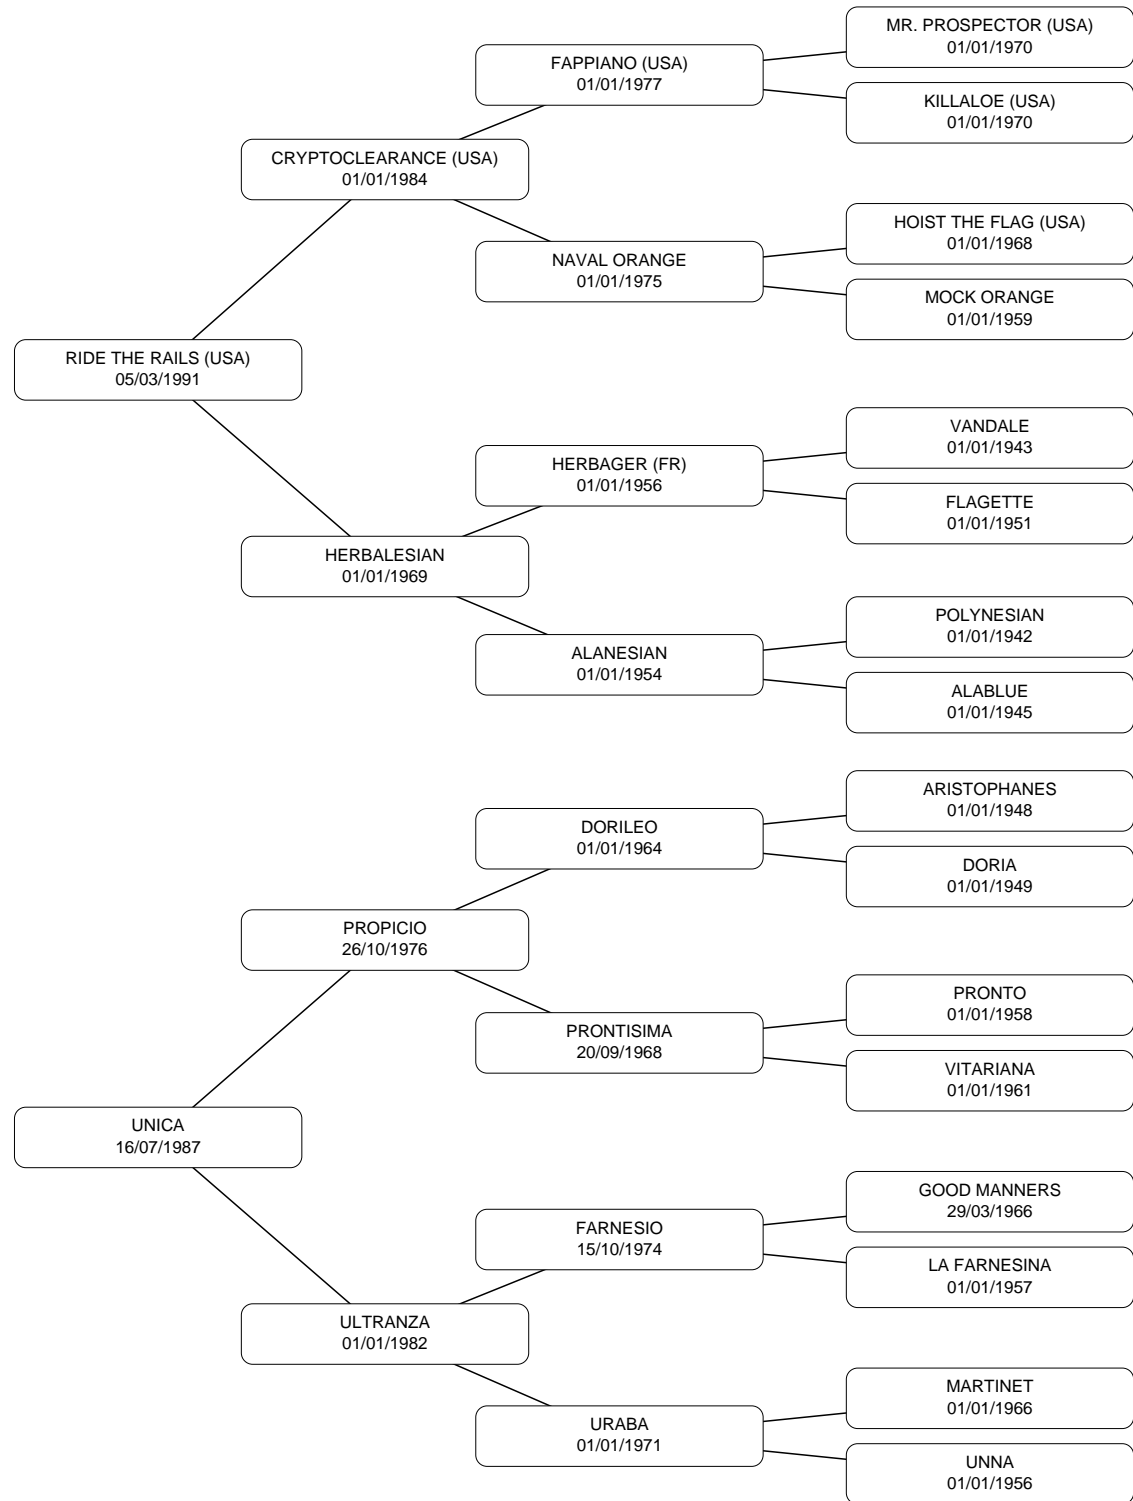 MR. PROSPECTOR (USA)
01/01/1970
FAPPIANO (USA)
01/01/1977
KILLALOE (USA)
01/01/1970
CRYPTOCLEARANCE (USA)
01/01/1984
HOIST THE FLAG (USA)
01/01/1968
NAVAL ORANGE
01/01/1975
MOCK ORANGE
01/01/1959
RIDE THE RAILS (USA)
05/03/1991
VANDALE
01/01/1943
HERBAGER (FR)
01/01/1956
FLAGETTE
01/01/1951
HERBALESIAN
01/01/1969
POLYNESIAN
01/01/1942
ALANESIAN
01/01/1954
ALABLUE
01/01/1945
ARISTOPHANES
01/01/1948
DORILEO
01/01/1964
DORIA
01/01/1949
PROPICIO
26/10/1976
PRONTO
01/01/1958
PRONTISIMA
20/09/1968
VITARIANA
01/01/1961
UNICA
16/07/1987
GOOD MANNERS
29/03/1966
FARNESIO
15/10/1974
LA FARNESINA
01/01/1957
ULTRANZA
01/01/1982
MARTINET
01/01/1966
URABA
01/01/1971
UNNA
01/01/1956